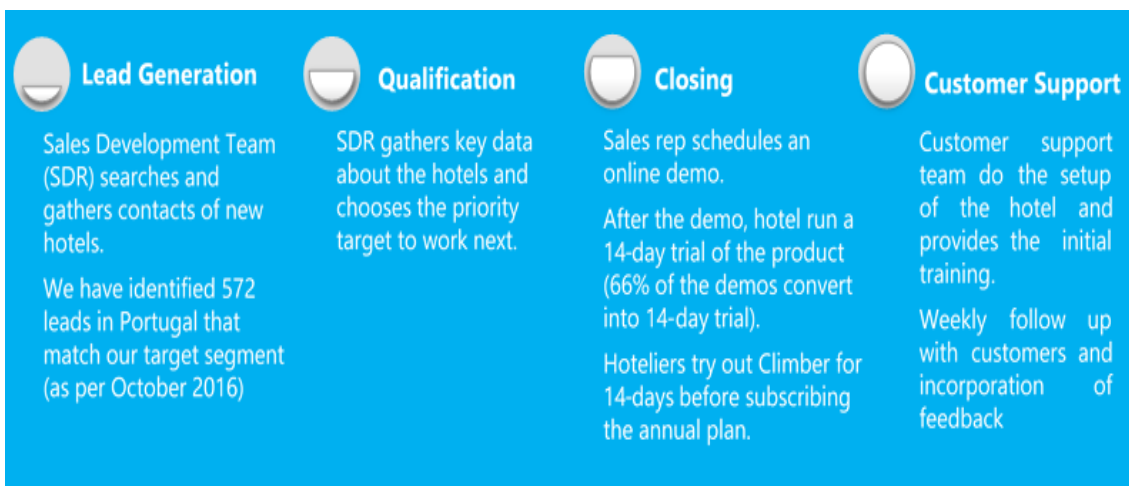 Lead Generation
Sales Development Team
(SDR) searches and
gathers contacts of new
hotels.
We have identified 572
leads in Portugal that
match our target segment
(as per October 2016)
Qualification
SDR gathers key data
about the hotels and
chooses the priority
target to work next.
Closing
Sales rep schedules an
online demo.
After the demo, hotel run a
14-day trial of the product
(66% of the demos convert
into 14-day trial).
Hoteliers try out Climber for
14-days before subscribing
the annual plan.
Customer Support
Customer support
team do the setup
of the hotel and
provides the initial
training.
Weekly follow up
with customers and
incorporation of
feedback